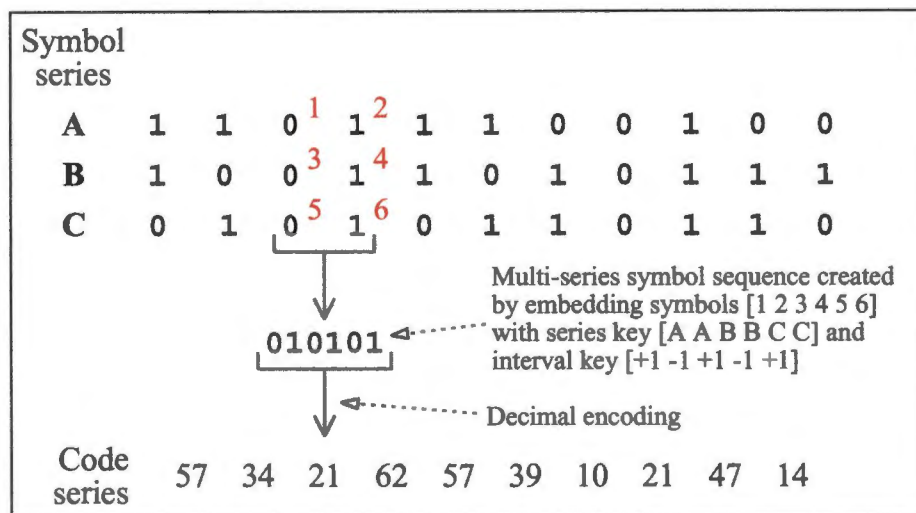 Symbol
series
A 1 1 0 1 1 2 1 1 0 0 1 0 0
B 1 0 0 3 1 4 1 0 1 0 1 1 1
C 0 1 0 5 1 6 0 1 1 0 1 1 0
Multi-series symbol sequence created
by embedding symbols [1 2 3 4 5 6]
010101 with series key [A A B B C C] and
interval key [+1 -1 +1 -1 +1]
Decimal encoding
Code
series 57 34 21 62 57 39 10 21 47 14